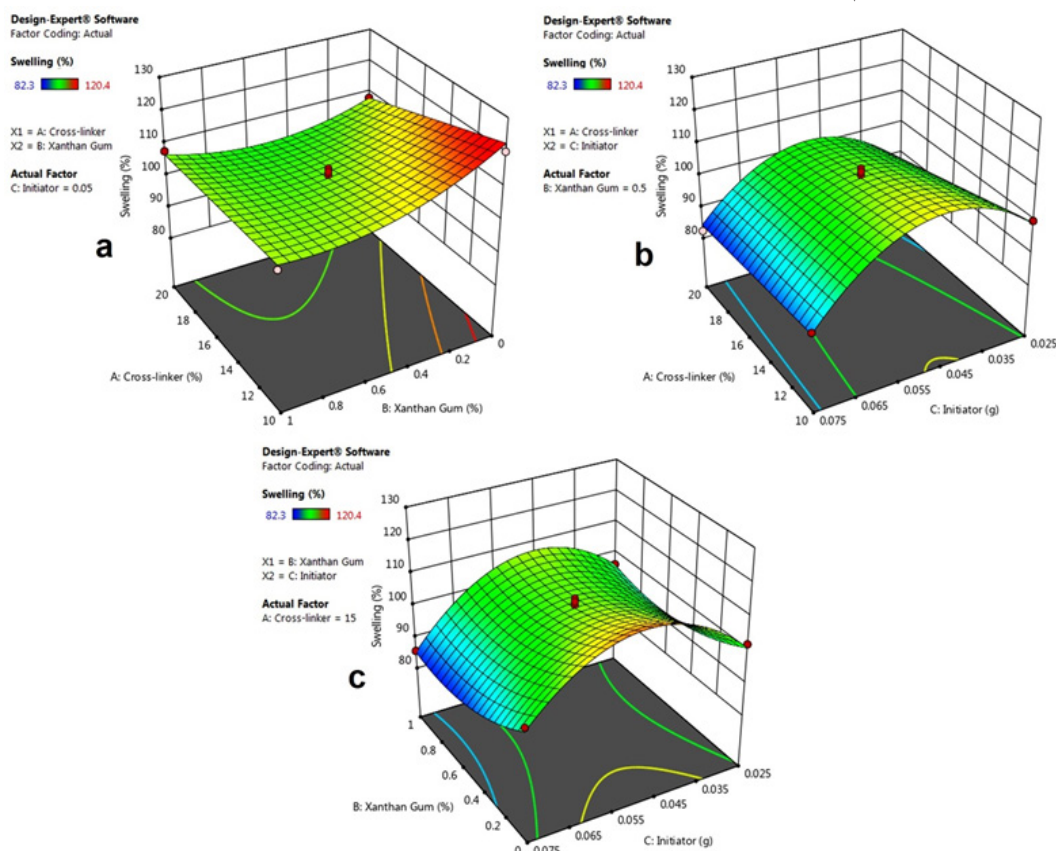 Design-Expert® Software
Factor Coding: Actual
Swelling (%)
82.3 120.4
X1 = A: Cross-linker
X2 = B: Xanthan Gum
Actual Factor
C: Initiator = 0.05
130
120
110
100
90
80
Swelling (%)
a
20
18
16
14
12
10
A: Cross-linker (%)
1
0.8
0.6
0.4
0.2
0
B: Xanthan Gum (%)
Design-Expert® Software
Factor Coding: Actual
Swelling (%)
82.3 120.4
X1 = A: Cross-linker
X2 = C: Initiator
Actual Factor
B: Xanthan Gum = 0.5
130
120
110
100
90
80
Swelling (%)
b
20
18
16
14
12
10
A: Cross-linker (%)
0.075
0.065
0.055
0.045
0.035
0.025
C: Initiator (g)
Design-Expert® Software
Factor Coding: Actual
Swelling (%)
82.3 120.4
X1 = B: Xanthan Gum
X2 = C: Initiator
Actual Factor
A: Cross-linker = 15
130
120
110
100
90
80
Swelling (%)
c
1
0.8
0.6
0.4
0.2
0
B: Xanthan Gum (%)
0.075
0.065
0.055
0.045
0.035
0.025
C: Initiator (g)